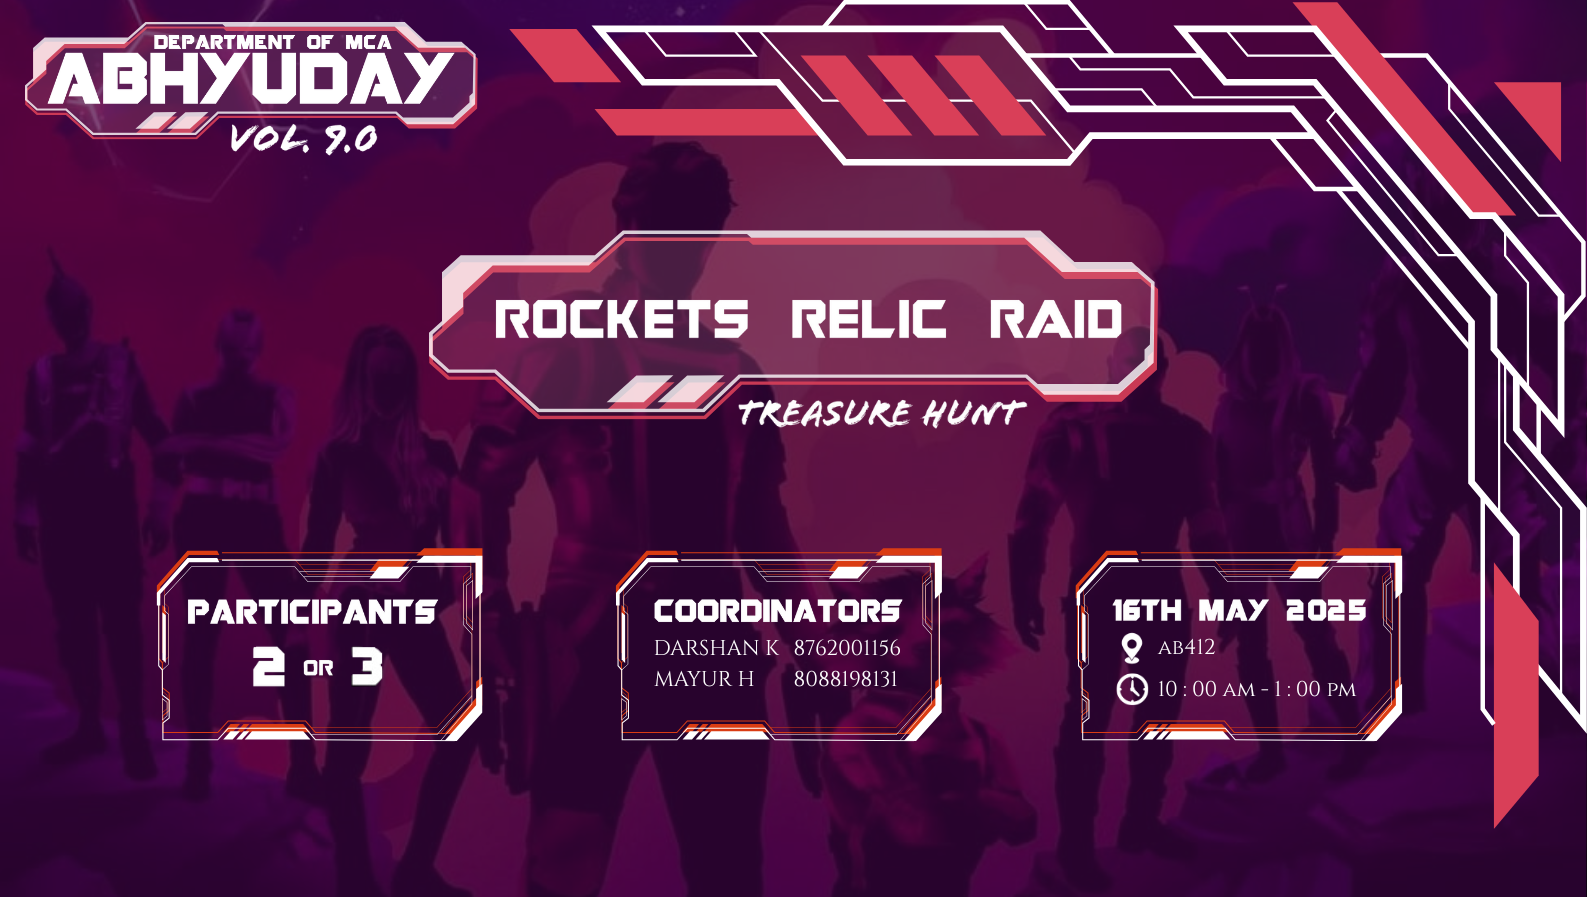 DEPARTMENT OF MCA
ABHYUDAY
VOL. 9.0
ROCKETS RELIC RAID
TREASURE HUNT
PARTICIPANTS
2 OR 3
COORDINATORS
DARSHAN K 8762001156
MAYUR H 8088198131
16TH MAY 2025
AB412
10 : 00 AM - 1 : 00 PM